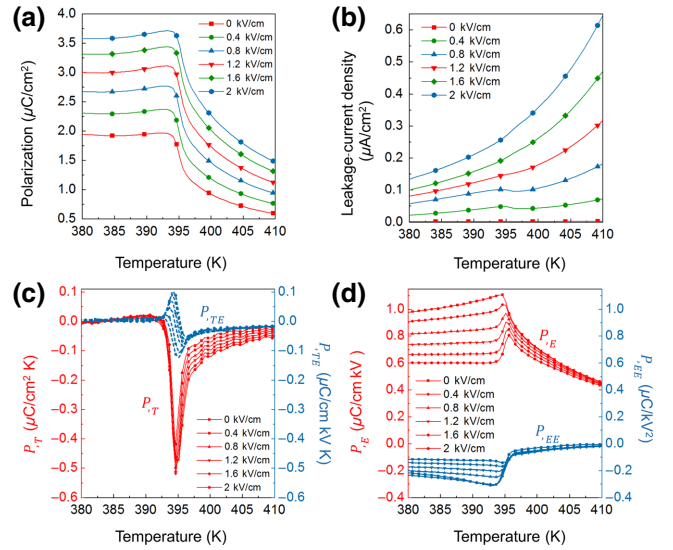 (a)
4.0
3.5
3.0
2.5
2.0
1.5
1.0
0.5
Polarization (μC/cm²)
0 kV/cm
0.4 kV/cm
0.8 kV/cm
1.2 kV/cm
1.6 kV/cm
2 kV/cm
380 385 390 395 400 405 410
Temperature (K)
(b)
0.6
0.5
0.4
0.3
0.2
0.1
0.0
Leakage-current density
(μA/cm²)
0 kV/cm
0.4 kV/cm
0.8 kV/cm
1.2 kV/cm
1.6 kV/cm
2 kV/cm
380 385 390 395 400 405 410
Temperature (K)
(c)
0.1
0.0
−0.1
−0.2
−0.3
−0.4
−0.5
−0.6
P,T (μC/cm² K)
P,TE
P,T
0 kV/cm
0.4 kV/cm
0.8 kV/cm
1.2 kV/cm
1.6 kV/cm
2 kV/cm
0.1
0.0
−0.1
−0.2
−0.3
−0.4
−0.5
−0.6
P,TE (μC/cm kV K)
380 385 390 395 400 405 410
Temperature (K)
(d)
1.0
0.8
0.6
0.4
0.2
0.0
−0.2
−0.4
P,E (μC/cm kV )
P,E
0 kV/cm
0.4 kV/cm
0.8 kV/cm
1.2 kV/cm
1.6 kV/cm
2 kV/cm
P,EE
1.0
0.8
0.6
0.4
0.2
0.0
−0.2
−0.4
P,EE (μC/kV²)
380 385 390 395 400 405 410
Temperature (K)